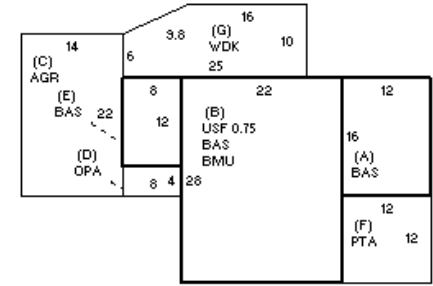 16
9.8
(G)
WDK
10
14
6
25
(C)
AGR
(E)
BAS
22
8
12
22
(B)
USF 0.75
BAS
BMU
12
16
(A)
BAS
(D)
OPA
8
4
28
12
(F)
PTA
12